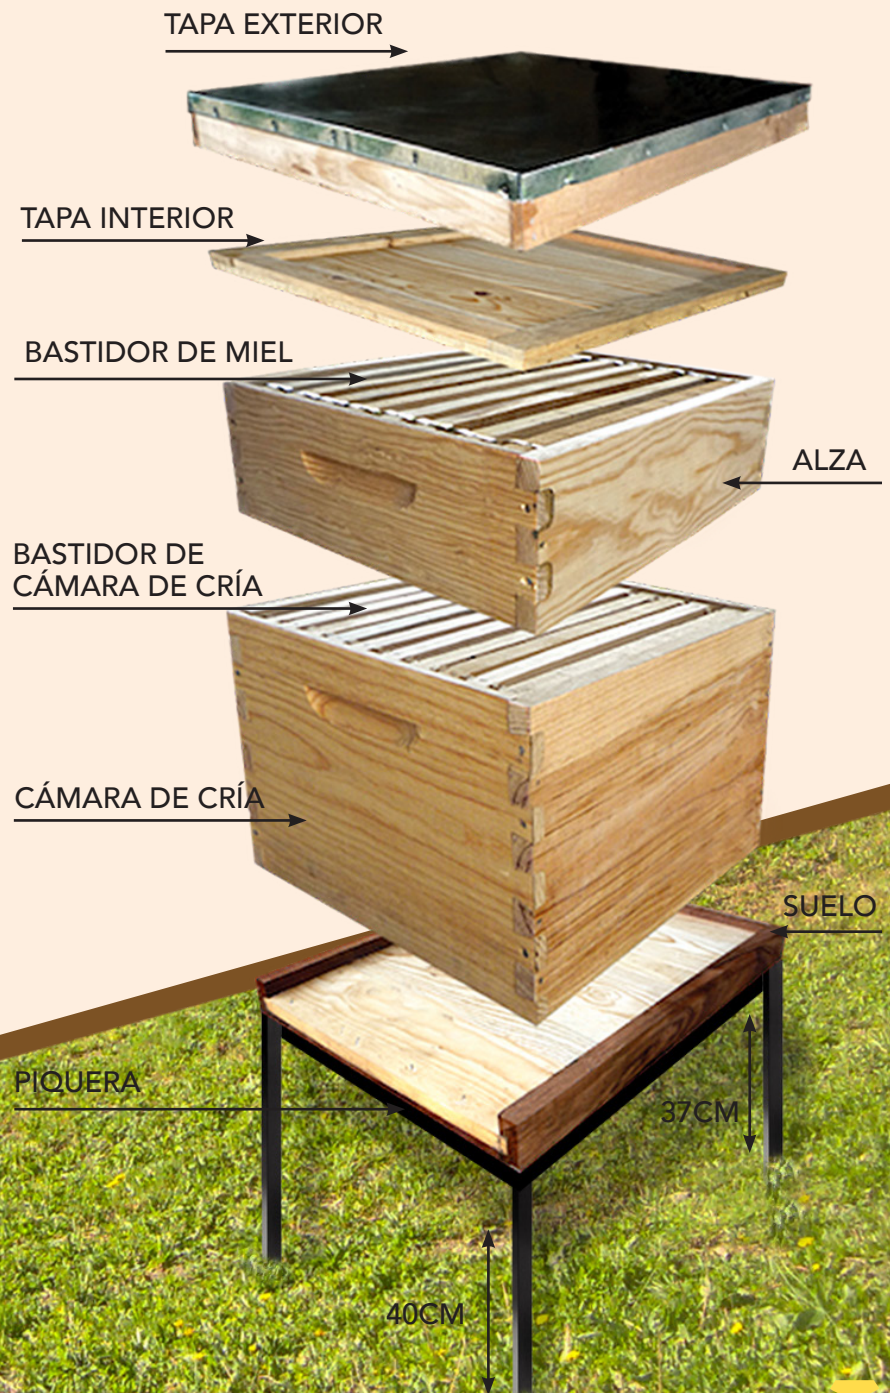 TAPA EXTERIOR
TAPA INTERIOR
BASTIDOR DE MIEL
ALZA
BASTIDOR DE
CÁMARA DE CRÍA
CÁMARA DE CRÍA
SUELO
PIQUERA
37CM
40CM